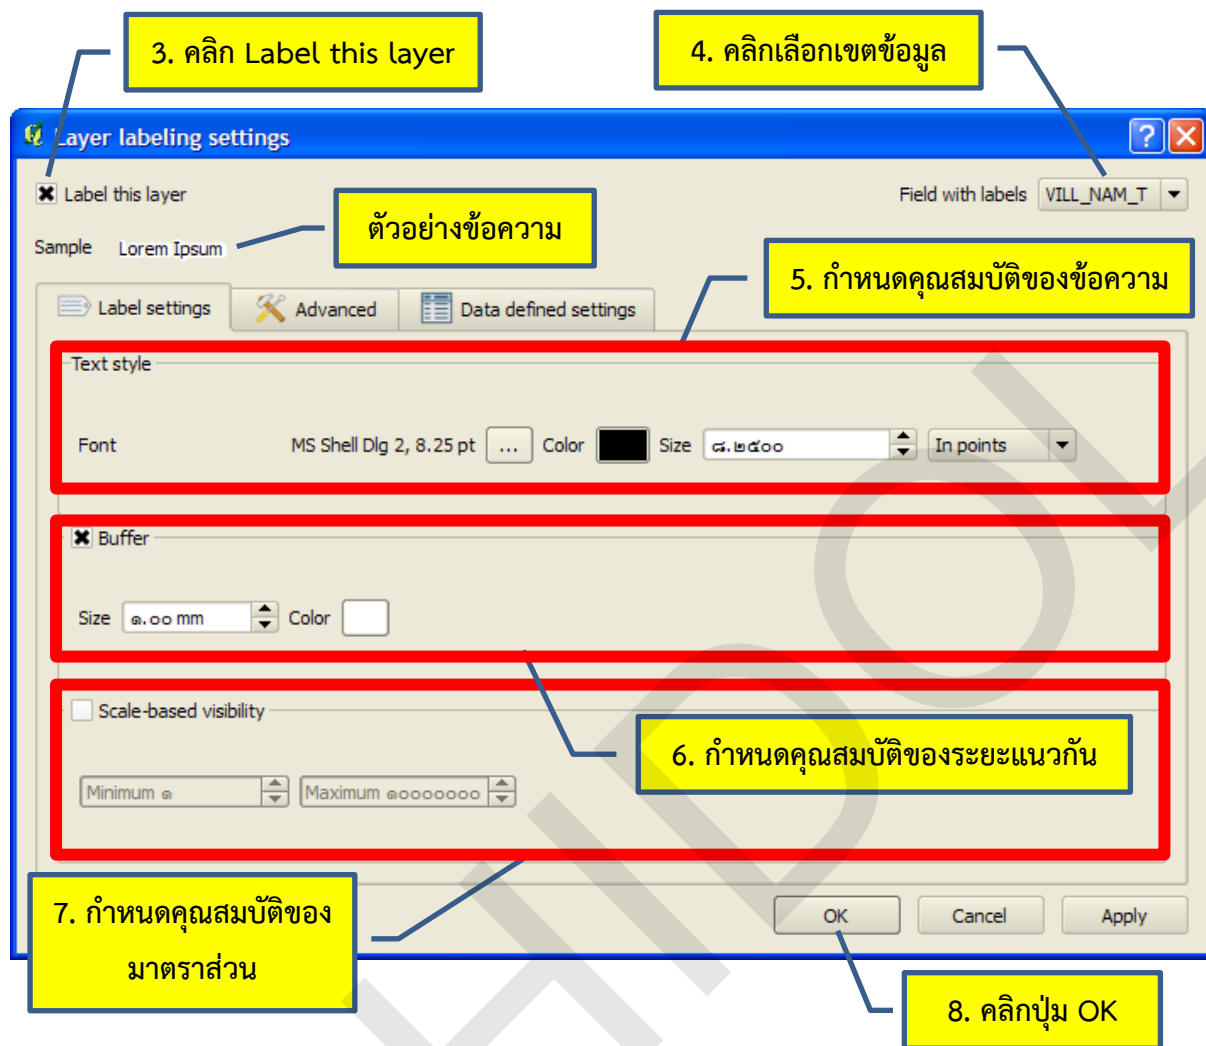 3. คลิก Label this layer
4. คลิกเลือกเขตข้อมูล
Layer labeling settings
Label this layer
Field with labels VILL_NAM_T
ตัวอย่างข้อความ
Sample Lorem Ipsum
5. กำหนดคุณสมบัติของข้อความ
Label settings Advanced Data defined settings
Text style
Font MS Shell Dlg 2, 8.25 pt ... Color Size ๘.๒๕๐๐ In points
Buffer
Size ๑.๐๐ mm Color
Scale-based visibility
6. กำหนดคุณสมบัติของระยะแนวกัน
Minimum ๑ Maximum ๑๐๐๐๐๐๐๐
7. กำหนดคุณสมบัติของ
มาตราส่วน
OK Cancel Apply
8. คลิกปุ่ม OK
HIDOL